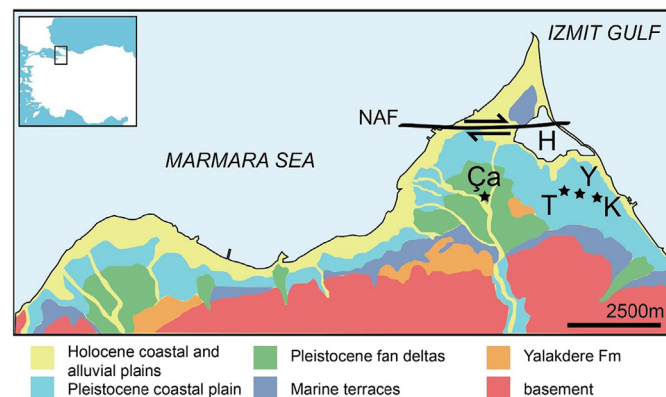 IZMIT GULF
NAF
H
MARMARA SEA
Ça
Y
T
K
2500m
Holocene coastal and
alluvial plains
Pleistocene coastal plain
Pleistocene fan deltas
Marine terraces
Yalakdere Fm
basement